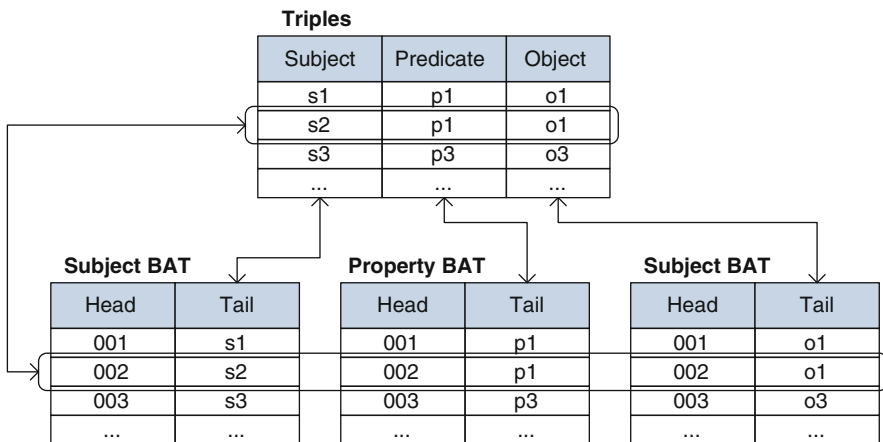 Triples
Subject Predicate Object
s1 p1 o1
s2 p1 o1
s3 p3 o3
... ... ...
Subject BAT Property BAT Subject BAT
Head Tail Head Tail Head Tail
001 s1 001 p1 001 o1
002 s2 002 p1 002 o1
003 s3 003 p3 003 o3
... ... ... ... ... ...